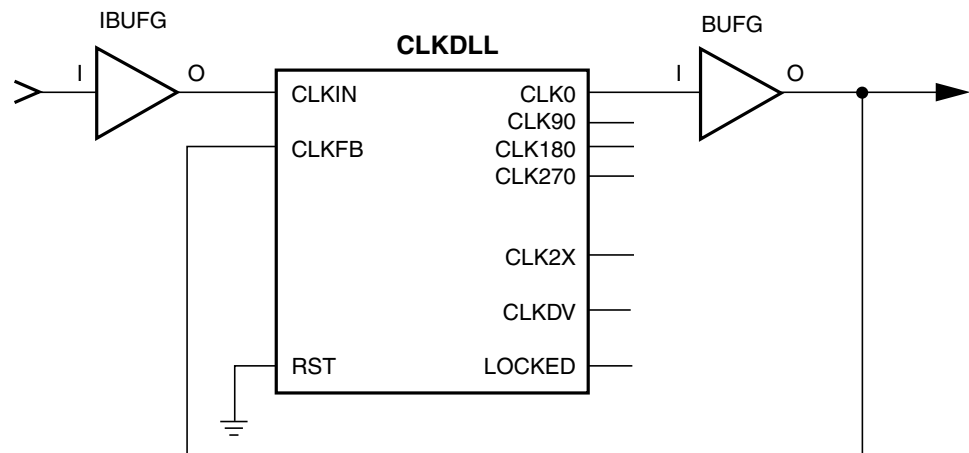 IBUFG
BUFG
CLKDLL
I
O
I
O
CLKIN
CLK0
CLK90
CLKFB
CLK180
CLK270
CLK2X
CLKDV
RST
LOCKED